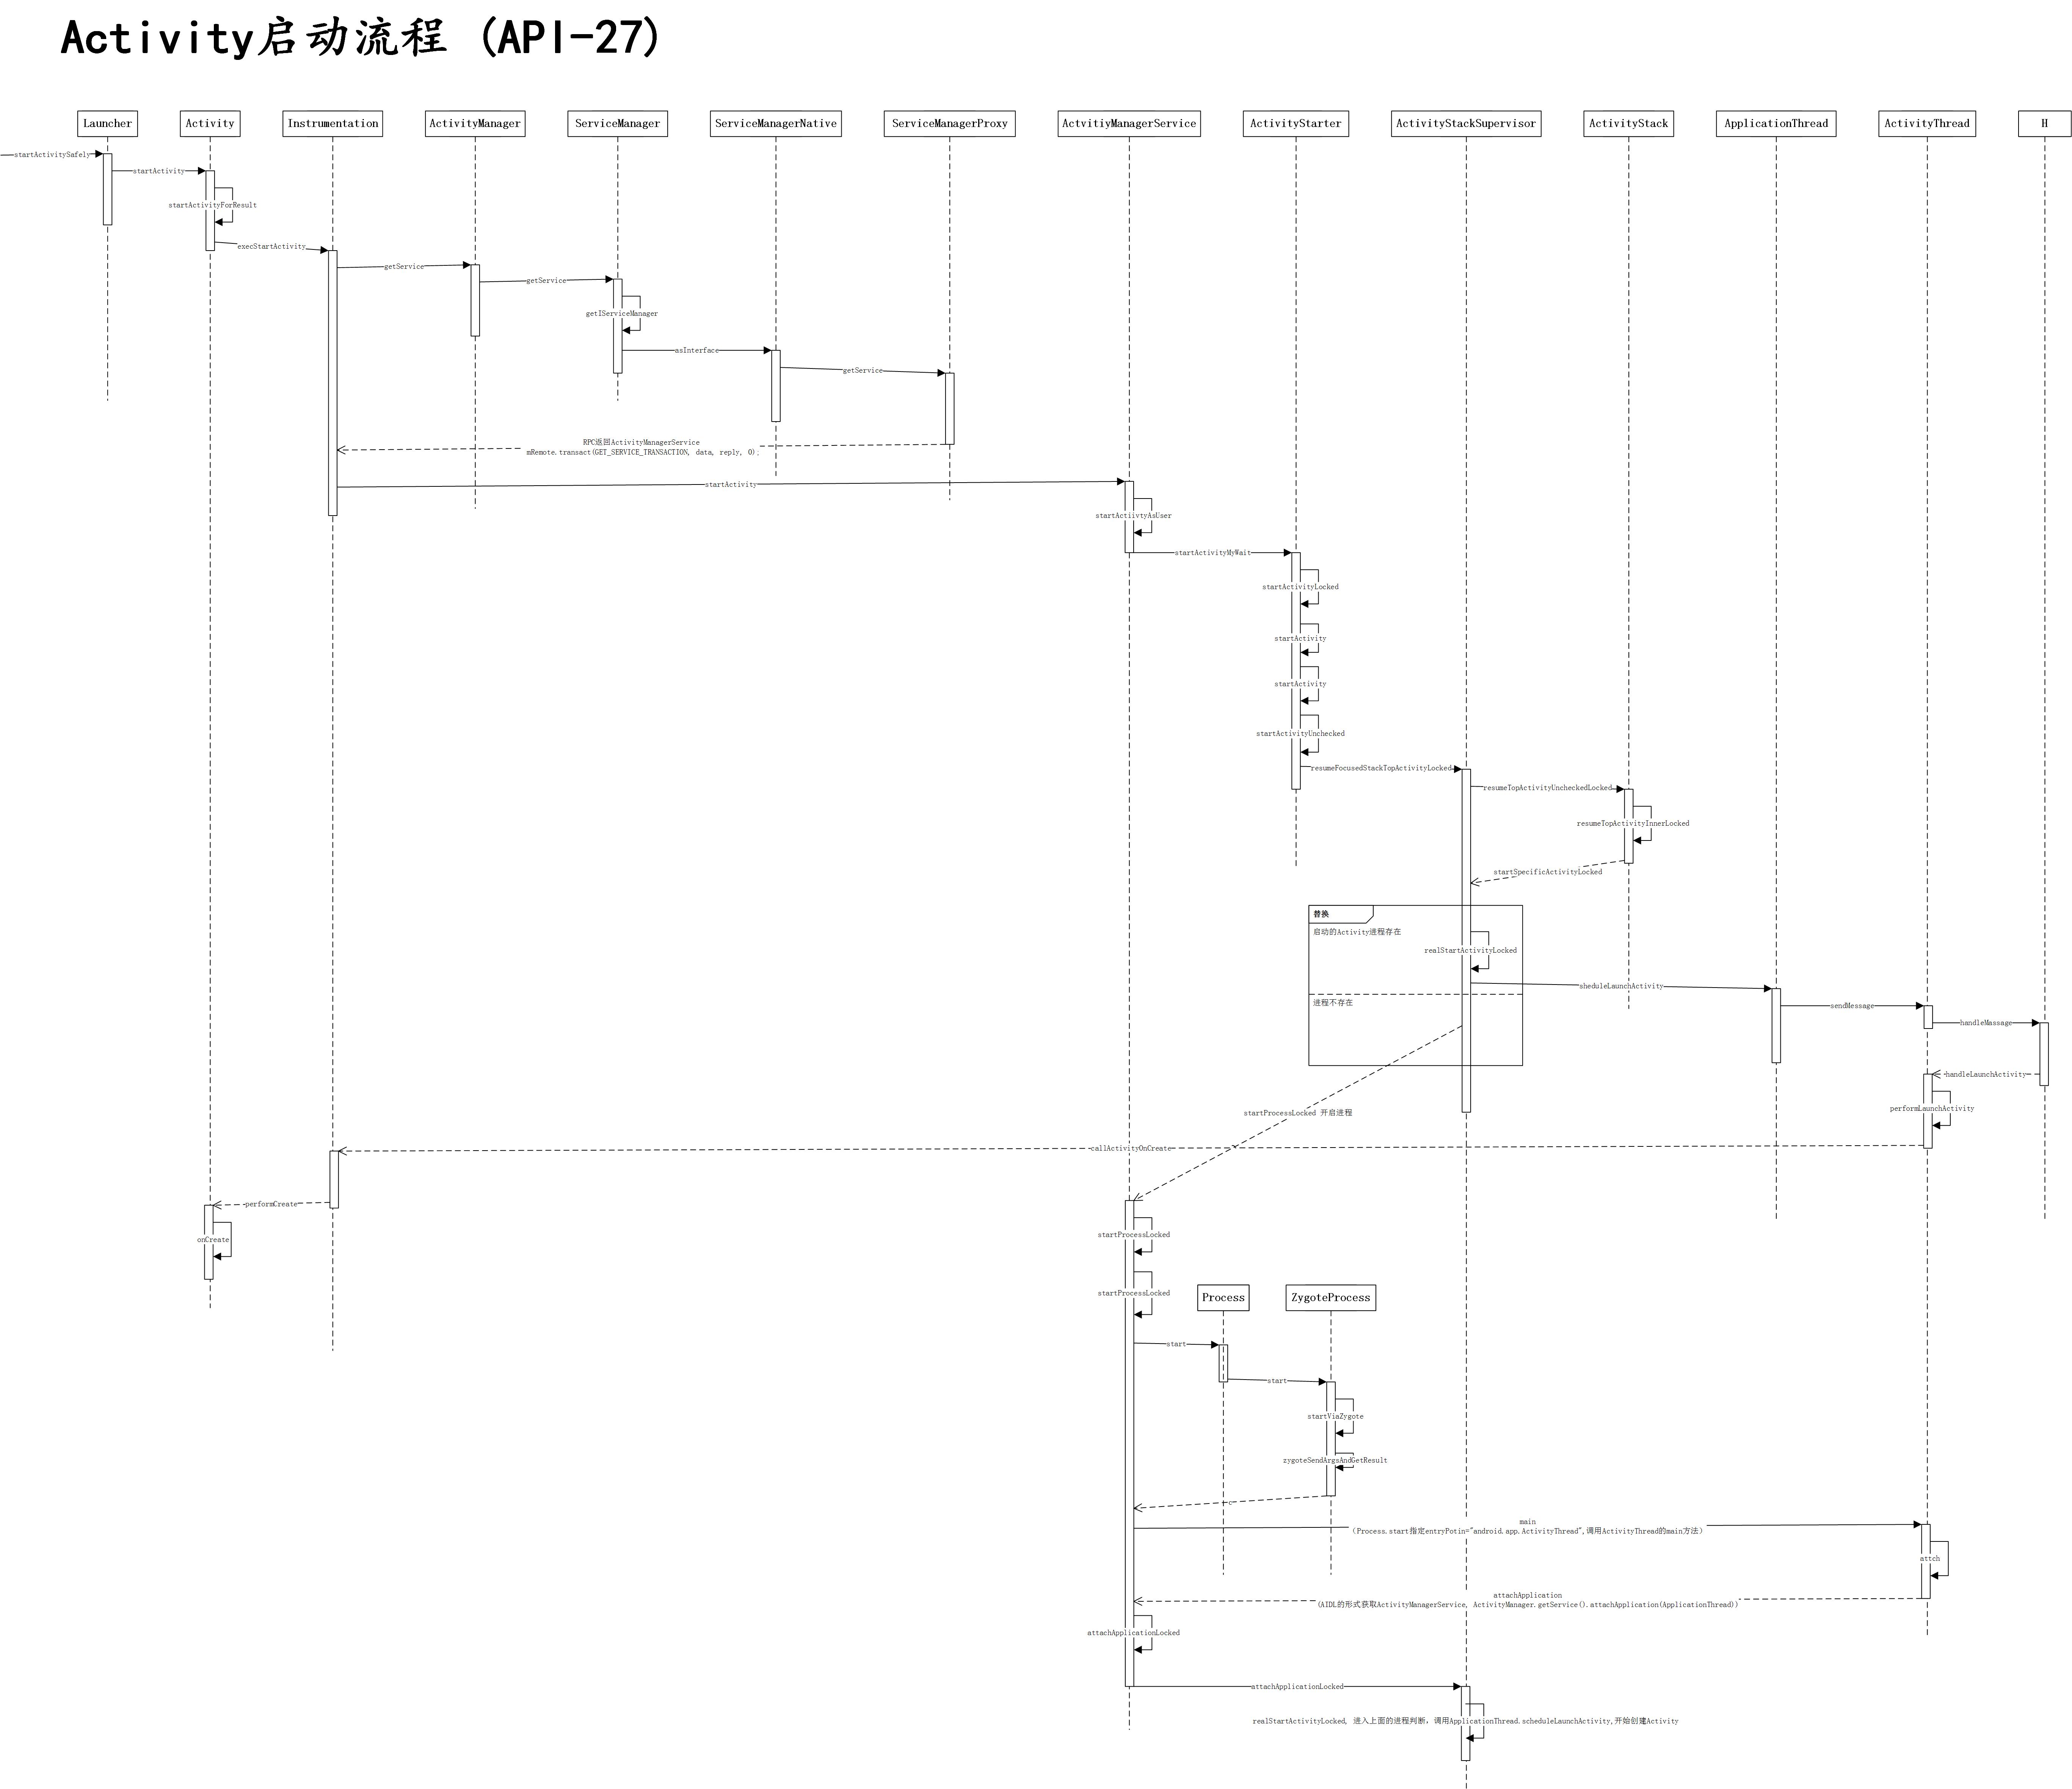 Activity启动流程 (API-27)
Launcher
Activity
Instrumentation
ActivityManager
ServiceManager
ServiceManagerNative
ServiceManagerProxy
ActvitiyManagerService
ActivityStarter
ActivityStackSupervisor
ActivityStack
ApplicationThread
ActivityThread
H
startActivitySafely
startActivity
startActivityForResult
execStartActivity
getService
getService
getIServiceManager
asInterface
getService
RPC返回ActivityManagerService
mRemote.transact(GET_SERVICE_TRANSACTION, data, reply, 0);
startActivity
startActiivtyAsUser
startActivityMyWait
startActivityLocked
startActivity
startActivity
startActivityUnchecked
resumeFocusedStackTopActivityLocked
resumeTopActivityUncheckedLocked
resumeTopActivityInnerLocked
startSpecificActivityLocked
替换
启动的Activity进程存在
realStartActivityLocked
sheduleLaunchActivity
进程不存在
sendMessage
handleMassage
handleLaunchActivity
performLaunchActivity
startProcessLocked 开启进程
callActivityOnCreate
performCreate
onCreate
startProcessLocked
startProcessLocked
Process
ZygoteProcess
start
start
startViaZygote
zygoteSendArgsAndGetResult
c
main
（Process.start指定entryPotin="android.app.ActivityThread",调用ActivityThread的main方法）
attch
attachApplication
(AIDL的形式获取ActivityManagerService, ActivityManager.getService().attachApplication(ApplicationThread))
attachApplicationLocked
attachApplicationLocked
realStartActivityLocked, 进入上面的进程判断，调用ApplicationThread.scheduleLaunchActivity,开始创建Activity